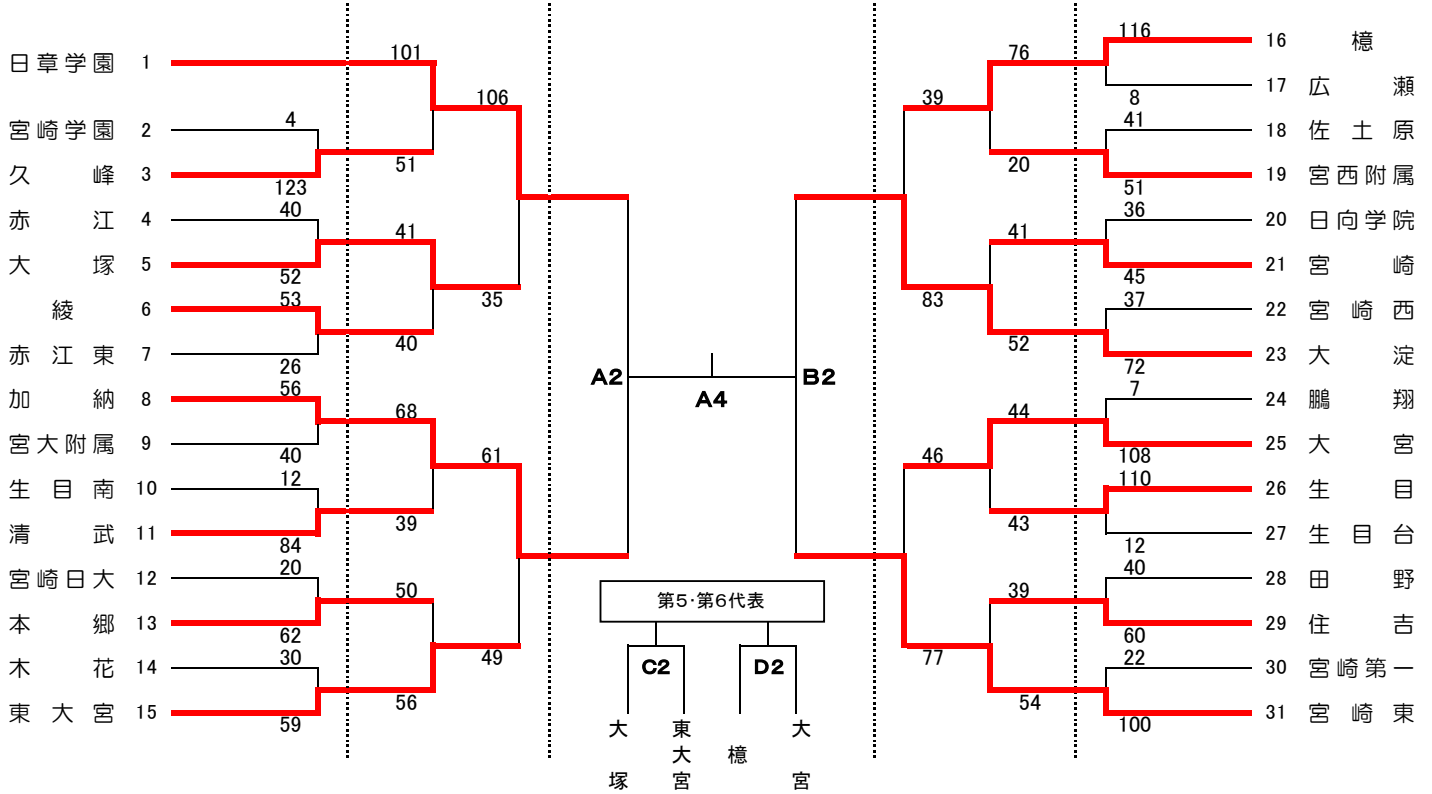 日章学園 1
宮崎学園 2
久峰 3
赤江 4
大塚 5
綾 6
赤江東 7
加納 8
宮大附属 9
生目南 10
清武 11
宮崎日大 12
本郷 13
木花 14
東大宮 15
4
123
40
52
53
26
56
40
12
84
20
62
30
59
101
51
41
40
68
39
50
56
106
35
61
49
A2
A4
B2
第5・第6代表
C2
D2
大塚
東大宮
檍
大宮
39
83
46
77
76
20
41
52
44
43
39
54
116
8
41
51
36
45
37
72
7
108
110
12
40
60
22
100
16 檍
17 広瀬
18 佐土原
19 宮西附属
20 日向学院
21 宮崎
22 宮崎西
23 大淀
24 鵬翔
25 大宮
26 生目
27 生目台
28 田野
29 住吉
30 宮崎第一
31 宮崎東